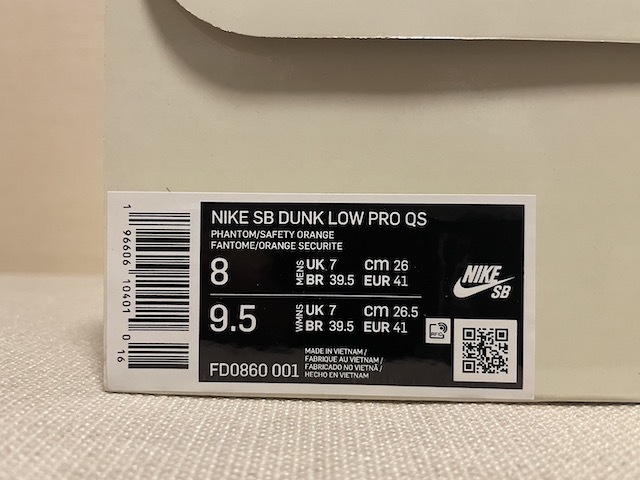 1 96606 10401 0 16
NIKE SB DUNK LOW PRO QS
PHANTOM/SAFETY ORANGE
FANTOME/ORANGE SECURITE
8 MENS UK 7 cm 26
BR 39.5 EUR 41
9.5 WMNS UK 7 cm 26.5
BR 39.5 EUR 41
NIKE
SB
RFID
FD0860 001
MADE IN VIETNAM /
FABRIQUE AU VIETNAM /
FABRICADO NO VIETNÃ /
HECHO EN VIETNAM